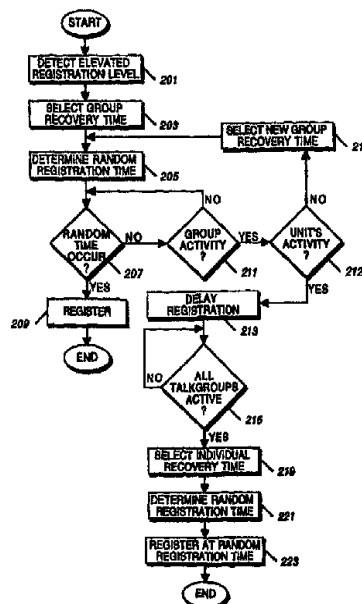 START
DETECT ELEVATED
REGISTRATION LEVEL
201
SELECT GROUP
RECOVERY TIME
203
SELECT NEW GROUP
RECOVERY TIME
DETERMINE RANDOM
REGISTRATION TIME
205
RANDOM
TIME
OCCUR
?
207
NO
GROUP
ACTIVITY
?
211
NO
YES
UNIT'S
ACTIVITY
?
212
NO
YES
YES
209
REGISTER
END
DELAY
REGISTRATION
213
ALL
TALKGROUPS
ACTIVE
?
NO
YES
SELECT INDIVIDUAL
RECOVERY TIME
219
DETERMINE RANDOM
REGISTRATION TIME
221
REGISTER AT RANDOM
REGISTRATION TIME
223
END